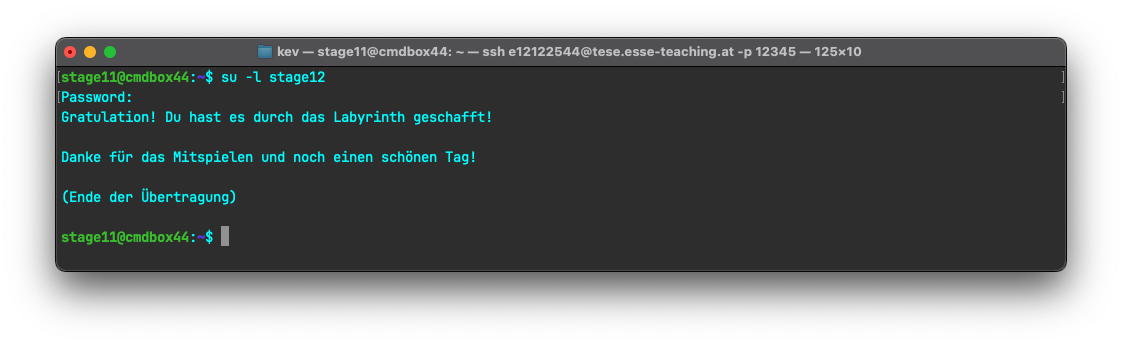 kev — stage11@cmdbox44: ~ — ssh e12122544@tese.esse-teaching.at -p 12345 — 125×10
[stage11@cmdbox44:~$ su -l stage12 ]
[Password: ]
Gratulation! Du hast es durch das Labyrinth geschafft!
Danke für das Mitspielen und noch einen schönen Tag!
(Ende der Übertragung)
stage11@cmdbox44:~$